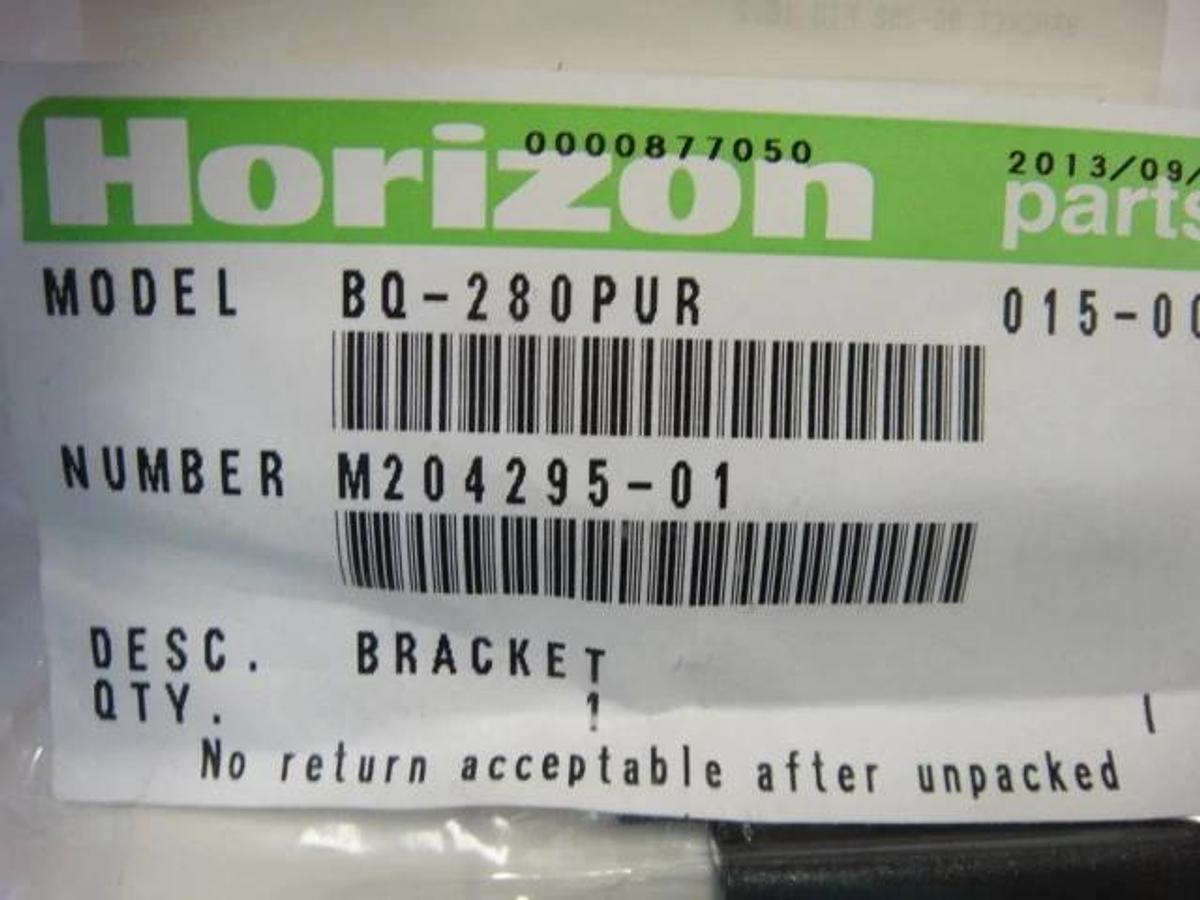 0000877050 2013/09/
Horizon parts
MODEL BQ-280PUR 015-00
NUMBER M204295-01
DESC. BRACKET
QTY. 1
No return acceptable after unpacked